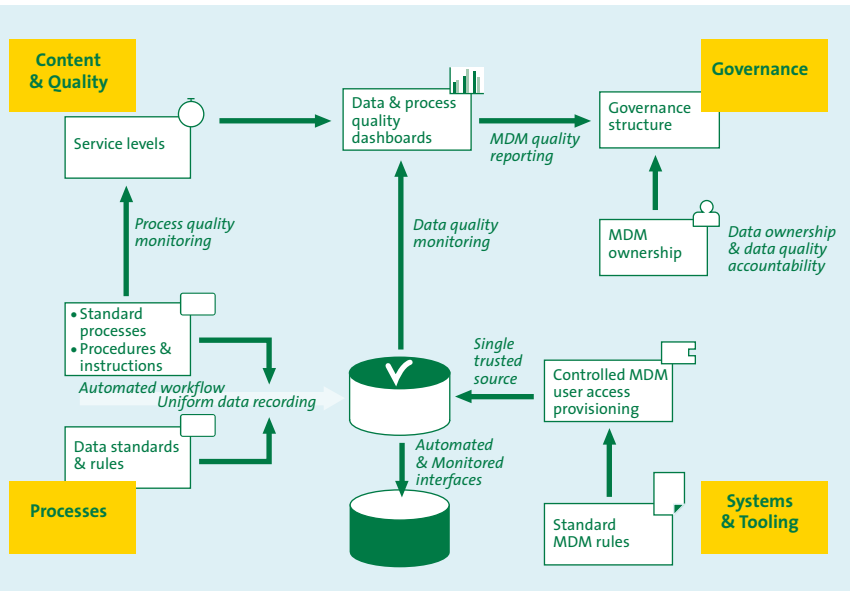 Content
& Quality
Governance
Data & process
quality
dashboards
Governance
structure
Service levels
MDM quality
reporting
Process quality
monitoring
Data quality
monitoring
MDM
ownership
Data ownership
& data quality
accountability
• Standard
processes
• Procedures &
instructions
Single
trusted
source
Controlled MDM
user access
provisioning
Automated workflow
Uniform data recording
Data standards
& rules
Automated
& Monitored
interfaces
Processes
Standard
MDM rules
Systems
& Tooling